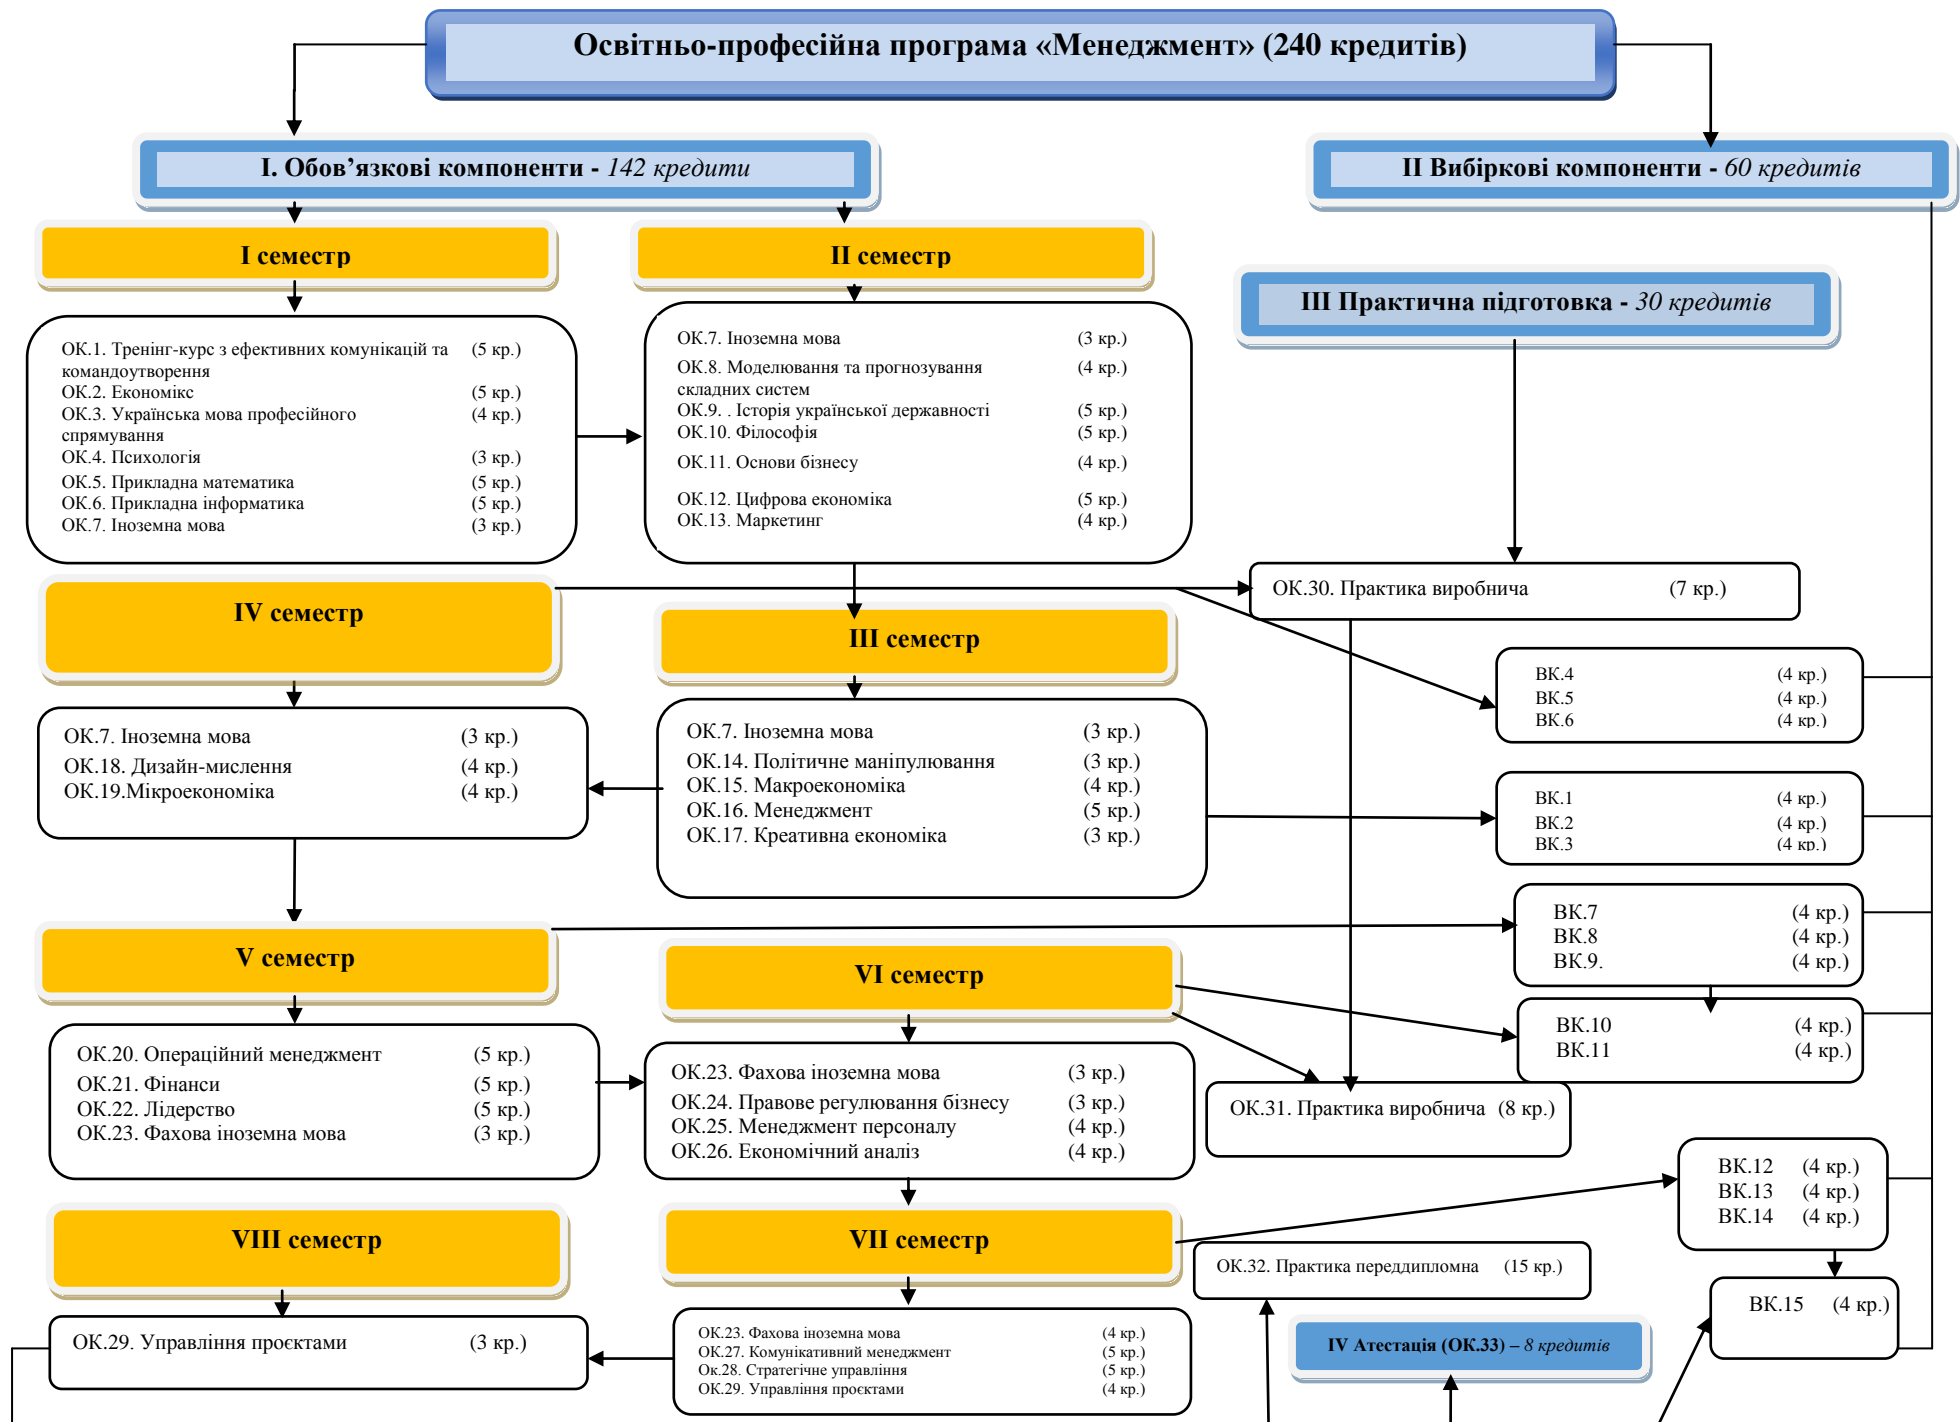 Освітньо-професійна програма «Менеджмент» (240 кредитів)
І. Обов’язкові компоненти - 142 кредити
ІІ Вибіркові компоненти - 60 кредитів
І семестр
ІІ семестр
ІІІ Практична підготовка - 30 кредитів
ОК.1. Тренінг-курс з ефективних комунікацій та (5 кр.)
командоутворення
ОК.2. Економікс (5 кр.)
ОК.3. Українська мова професійного (4 кр.)
спрямування
ОК.4. Психологія (3 кр.)
ОК.5. Прикладна математика (5 кр.)
ОК.6. Прикладна інформатика (5 кр.)
ОК.7. Іноземна мова (3 кр.)
ОК.7. Іноземна мова (3 кр.)
ОК.8. Моделювання та прогнозування (4 кр.)
складних систем
ОК.9. . Історія української державності (5 кр.)
ОК.10. Філософія (5 кр.)
ОК.11. Основи бізнесу (4 кр.)
ОК.12. Цифрова економіка (5 кр.)
ОК.13. Маркетинг (4 кр.)
ІV семестр
ІІІ семестр
ОК.30. Практика виробнича (7 кр.)
ВК.4 (4 кр.)
ВК.5 (4 кр.)
ВК.6 (4 кр.)
ОК.7. Іноземна мова (3 кр.)
ОК.18. Дизайн-мислення (4 кр.)
ОК.19.Мікроекономіка (4 кр.)
ОК.7. Іноземна мова (3 кр.)
ОК.14. Політичне маніпулювання (3 кр.)
ОК.15. Макроекономіка (4 кр.)
ОК.16. Менеджмент (5 кр.)
ОК.17. Креативна економіка (3 кр.)
ВК.1 (4 кр.)
ВК.2 (4 кр.)
ВК.3 (4 кр.)
V семестр
VI семестр
ВК.7 (4 кр.)
ВК.8 (4 кр.)
ВК.9. (4 кр.)
ВК.10 (4 кр.)
ВК.11 (4 кр.)
ОК.20. Операційний менеджмент (5 кр.)
ОК.21. Фінанси (5 кр.)
ОК.22. Лідерство (5 кр.)
ОК.23. Фахова іноземна мова (3 кр.)
ОК.23. Фахова іноземна мова (3 кр.)
ОК.24. Правове регулювання бізнесу (3 кр.)
ОК.25. Менеджмент персоналу (4 кр.)
ОК.26. Економічний аналіз (4 кр.)
ОК.31. Практика виробнича (8 кр.)
ВК.12 (4 кр.)
ВК.13 (4 кр.)
ВК.14 (4 кр.)
VIII семестр
VII семестр
ОК.32. Практика переддипломна (15 кр.)
ВК.15 (4 кр.)
ОК.29. Управління проєктами (3 кр.)
ОК.23. Фахова іноземна мова (4 кр.)
ОК.27. Комунікативний менеджмент (5 кр.)
Ок.28. Стратегічне управління (5 кр.)
ОК.29. Управління проєктами (4 кр.)
IV Атестація (ОК.33) – 8 кредитів